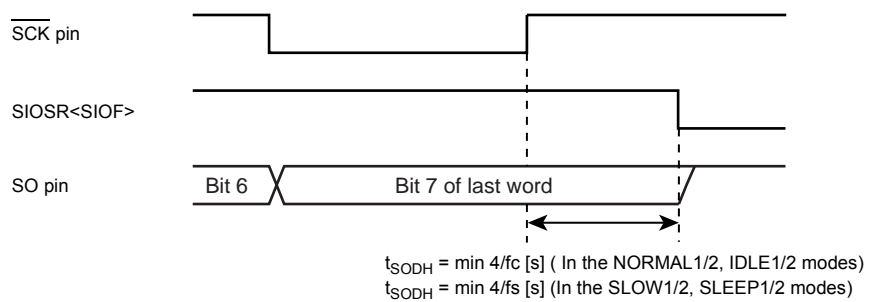 SCK pin
SIOSR<SIOF>
SO pin
Bit 6
Bit 7 of last word
tSODH = min 4/fc [s] ( In the NORMAL1/2, IDLE1/2 modes)
tSODH = min 4/fs [s] (In the SLOW1/2, SLEEP1/2 modes)